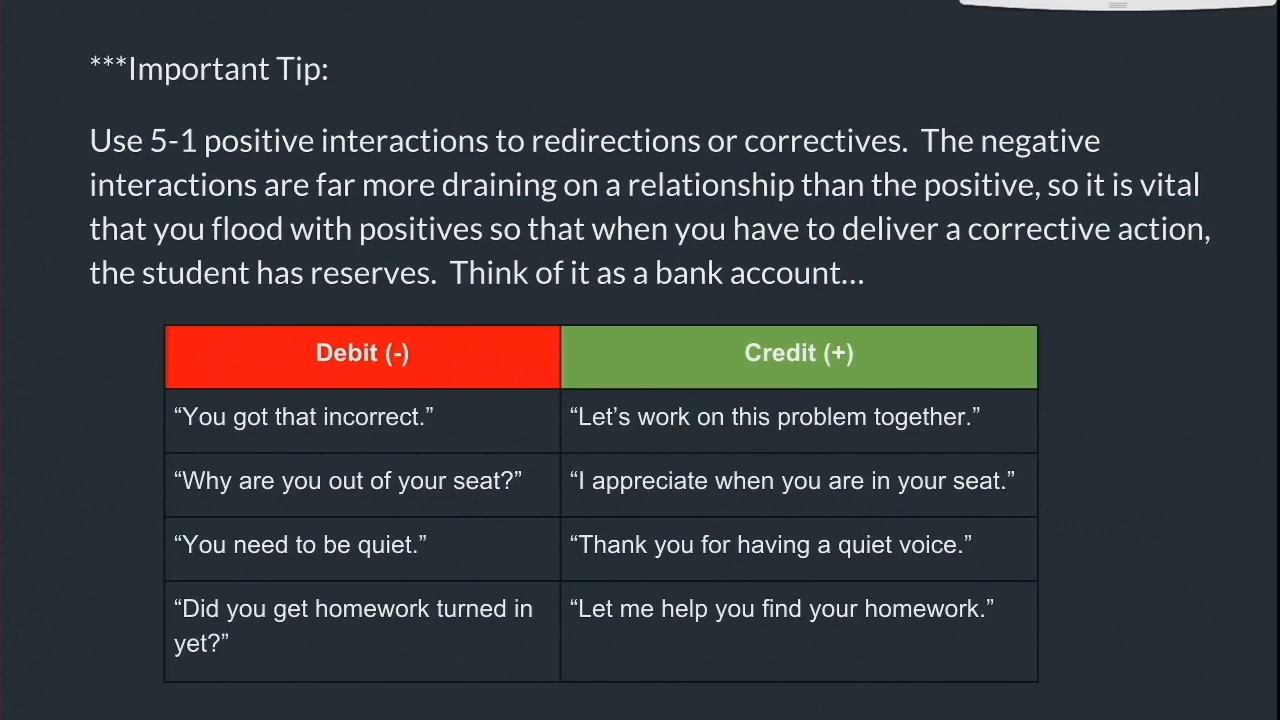 ***Important Tip:
Use 5-1 positive interactions to redirections or correctives.  The negative
interactions are far more draining on a relationship than the positive, so it is vital
that you flood with positives so that when you have to deliver a corrective action,
the student has reserves.  Think of it as a bank account...
Debit (-)
Credit (+)
“You got that incorrect.”
“Let’s work on this problem together.”
“Why are you out of your seat?”
“I appreciate when you are in your seat.”
“You need to be quiet.”
“Thank you for having a quiet voice.”
“Did you get homework turned in
yet?”
“Let me help you find your homework.”